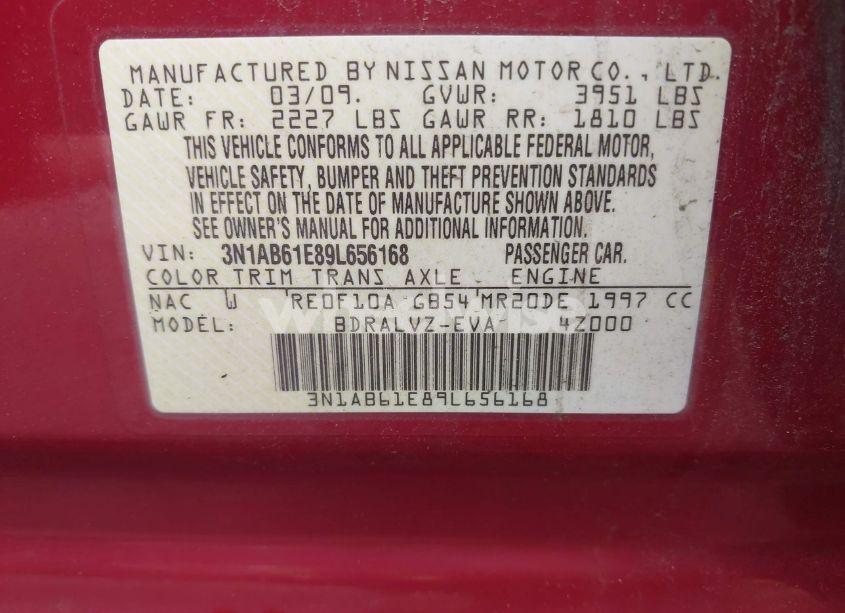 MANUFACTURED BY NISSAN MOTOR CO., LTD.
DATE: 03/09. GVWR: 3951 LBS
GAWR FR: 2227 LBS GAWR RR: 1810 LBS
THIS VEHICLE CONFORMS TO ALL APPLICABLE FEDERAL MOTOR,
VEHICLE SAFETY, BUMPER AND THEFT PREVENTION STANDARDS
IN EFFECT ON THE DATE OF MANUFACTURE SHOWN ABOVE.
SEE OWNER'S MANUAL FOR ADDITIONAL INFORMATION.
VIN: 3N1AB61E89L656168 PASSENGER CAR.
COLOR TRIM TRANS AXLE ENGINE
NAC W RE0F10A GB54 MR20DE 1997 CC
MODEL: BDRALVZ-EVA- 4Z000
3N1AB61E89L656168